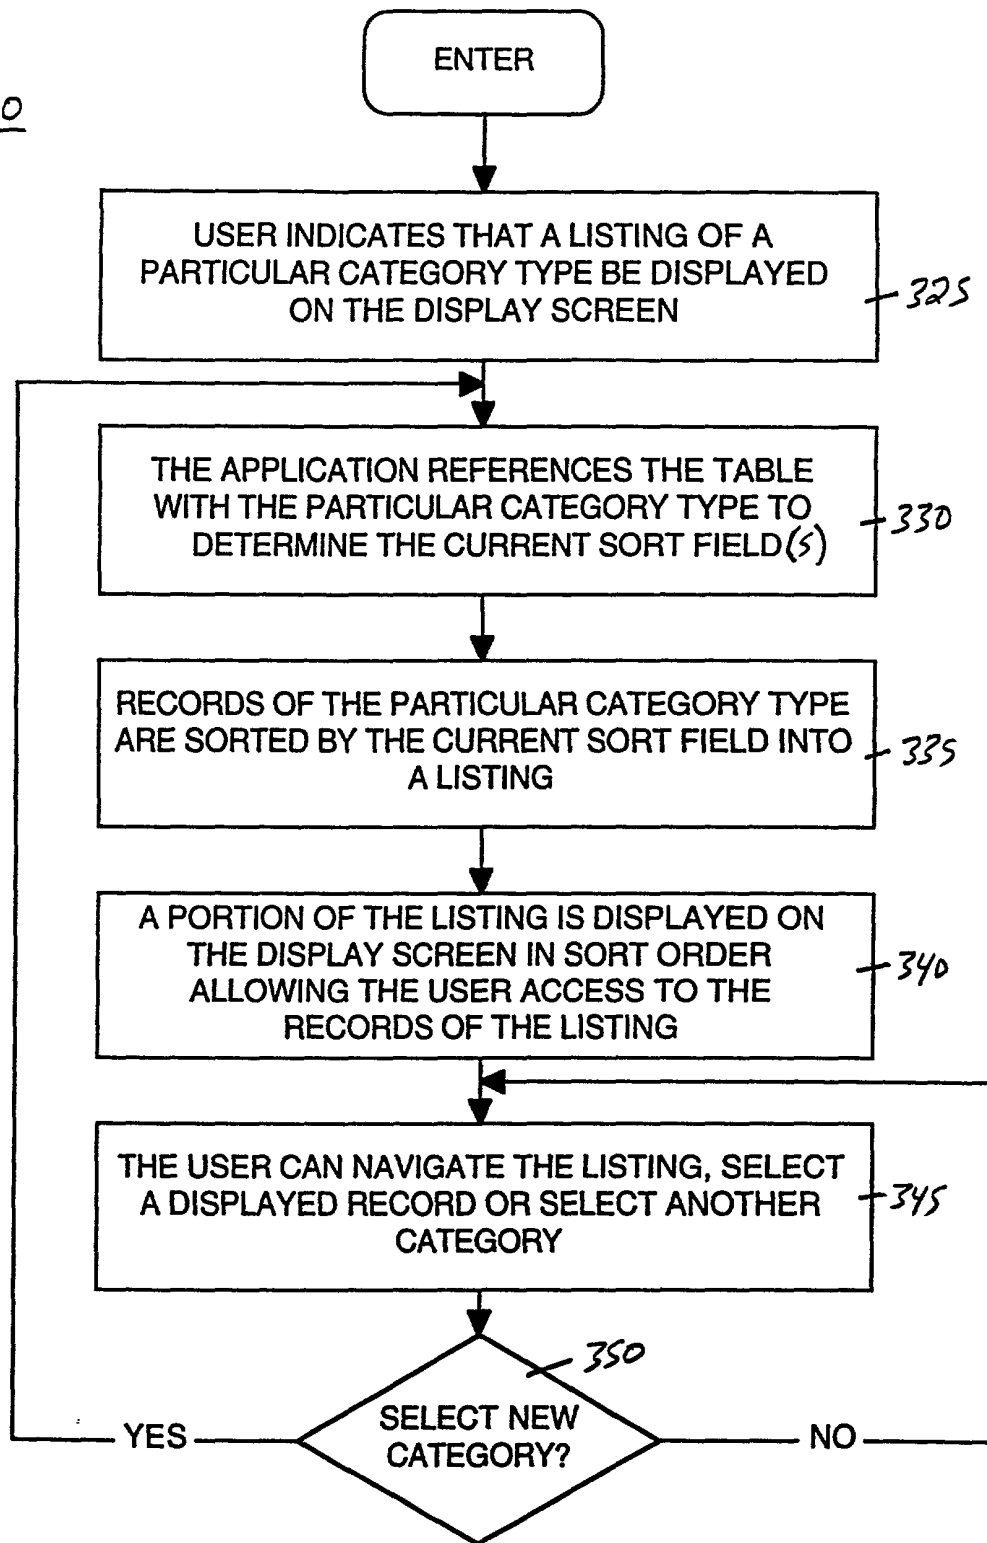 ENTER
0
USER INDICATES THAT A LISTING OF A
PARTICULAR CATEGORY TYPE BE DISPLAYED
ON THE DISPLAY SCREEN
325
THE APPLICATION REFERENCES THE TABLE
WITH THE PARTICULAR CATEGORY TYPE TO
DETERMINE THE CURRENT SORT FIELD(S)
330
RECORDS OF THE PARTICULAR CATEGORY TYPE
ARE SORTED BY THE CURRENT SORT FIELD INTO
A LISTING
335
A PORTION OF THE LISTING IS DISPLAYED ON
THE DISPLAY SCREEN IN SORT ORDER
ALLOWING THE USER ACCESS TO THE
RECORDS OF THE LISTING
340
THE USER CAN NAVIGATE THE LISTING, SELECT
A DISPLAYED RECORD OR SELECT ANOTHER
CATEGORY
345
350
SELECT NEW
CATEGORY?
YES
NO